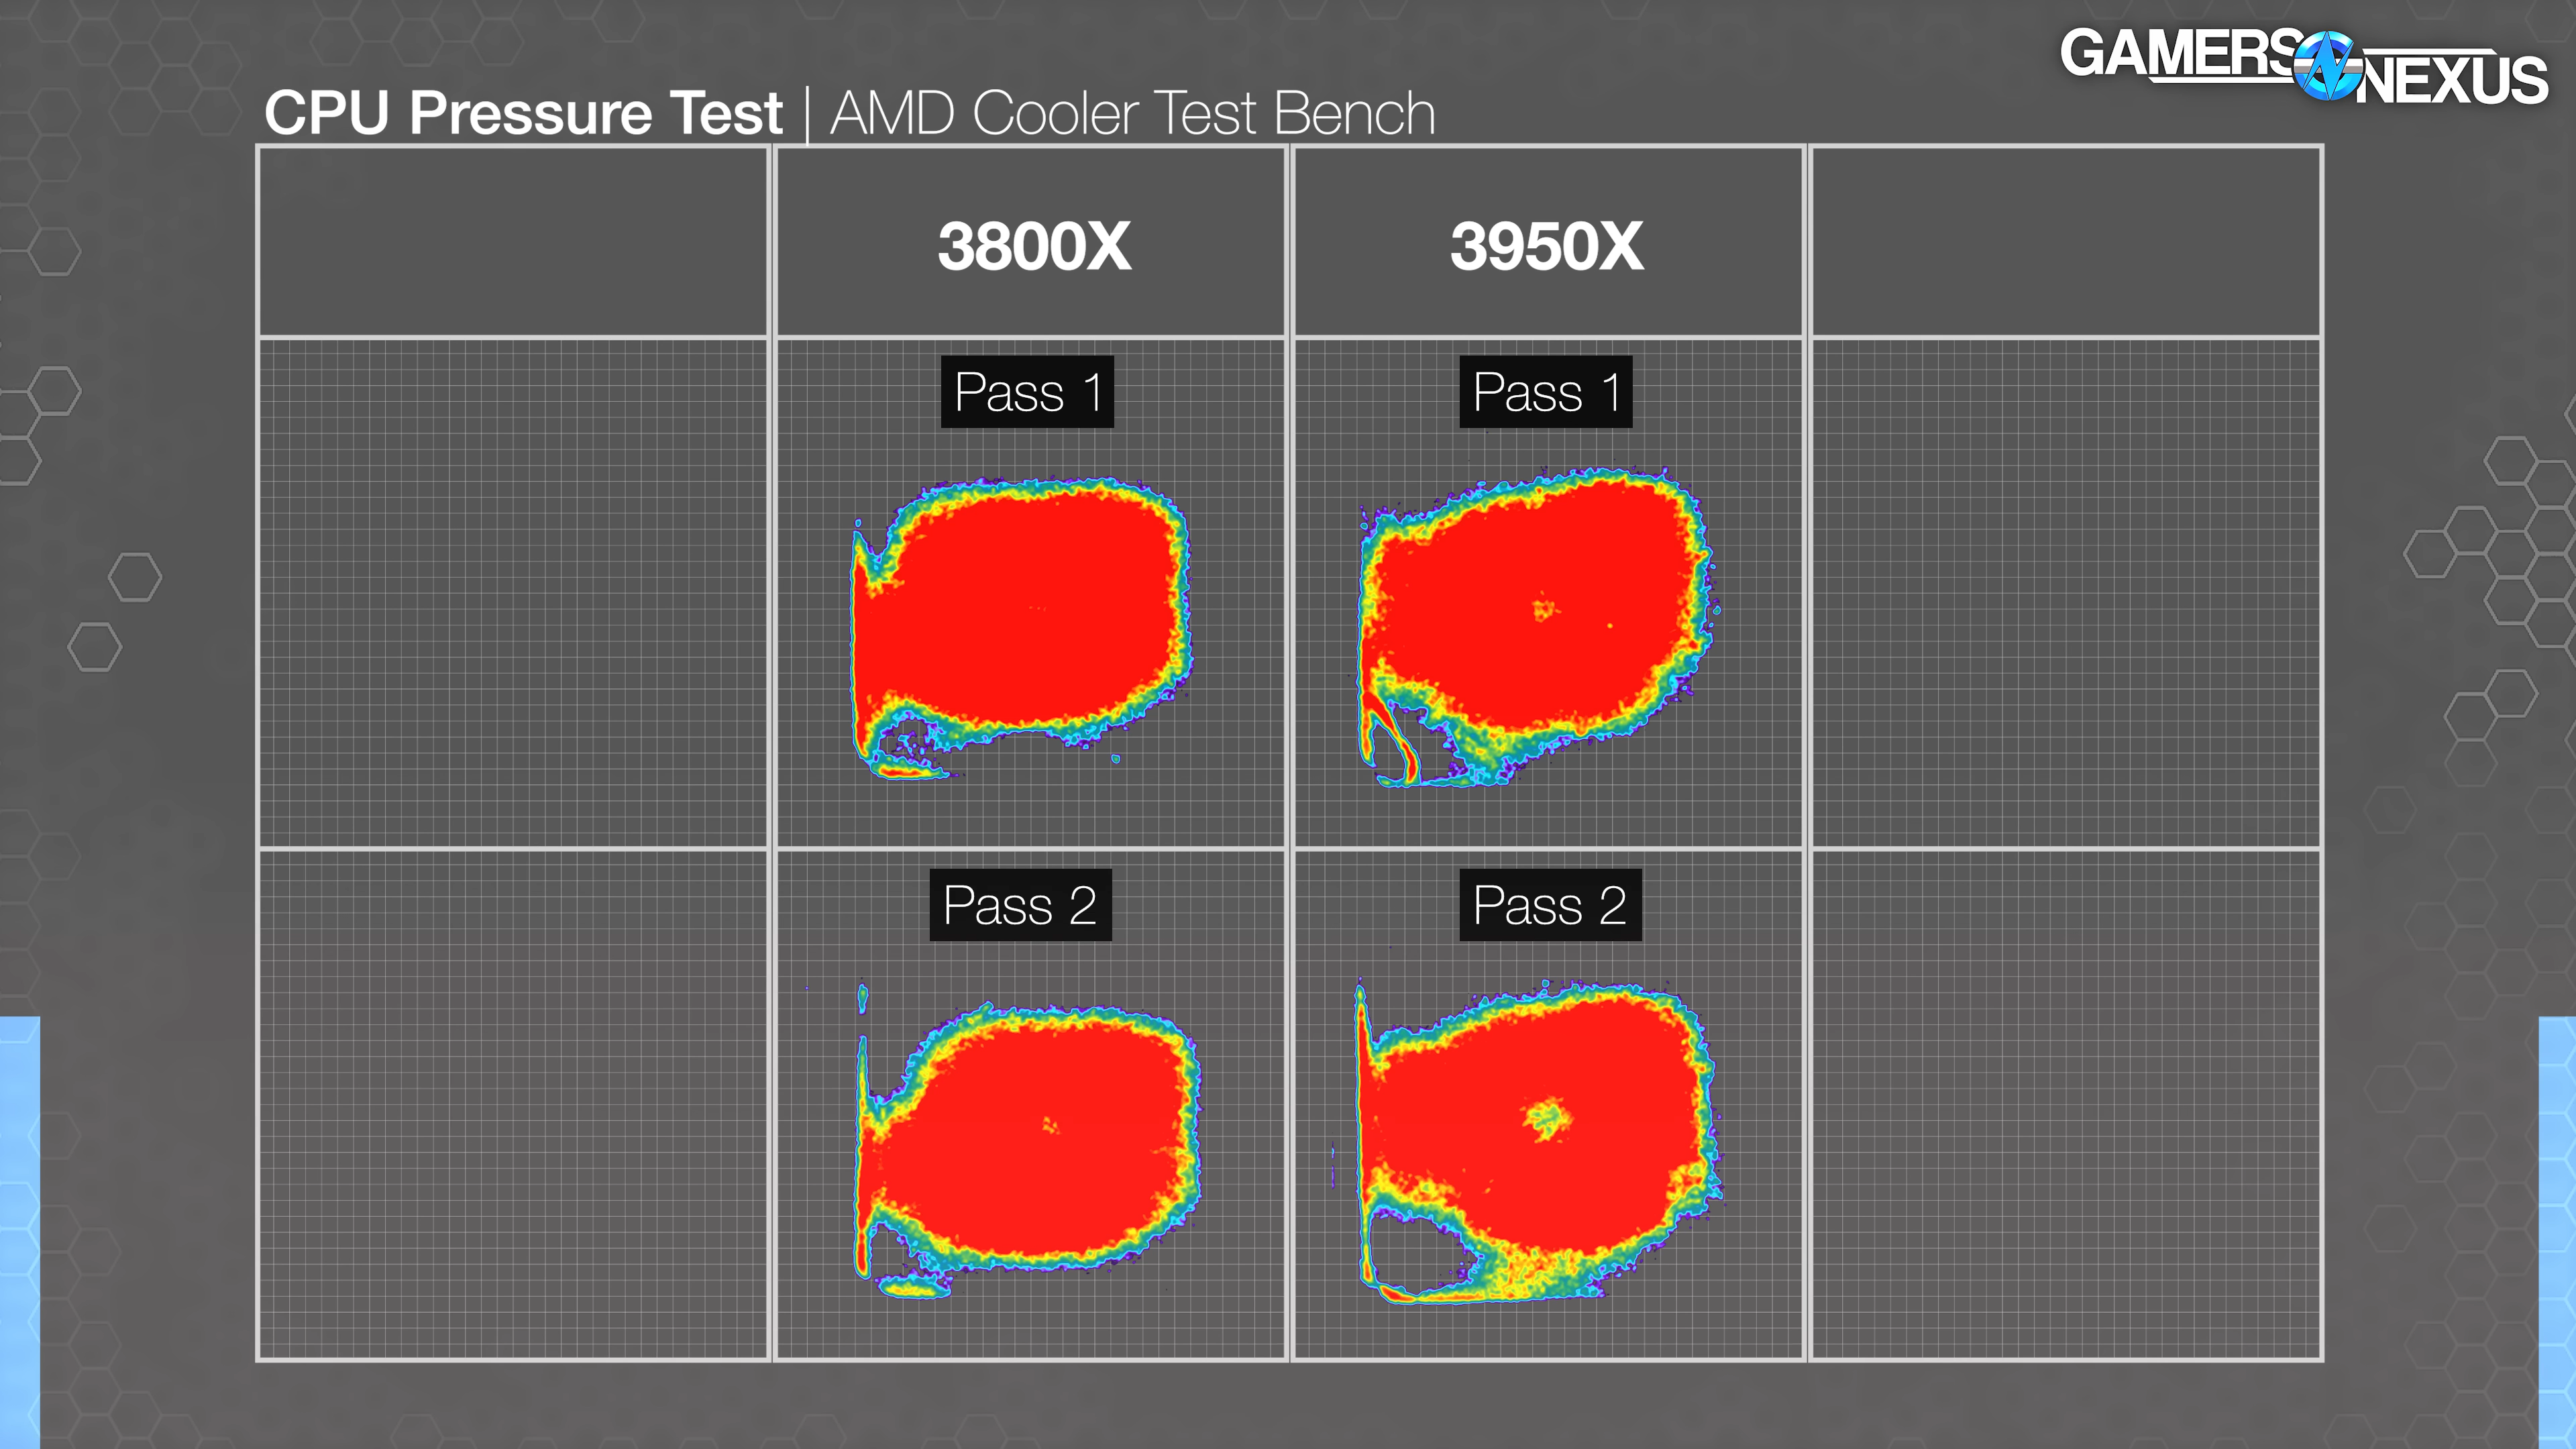 GAMERS NEXUS
CPU Pressure Test | AMD Cooler Test Bench
3800X
3950X
Pass 1
Pass 1
Pass 2
Pass 2